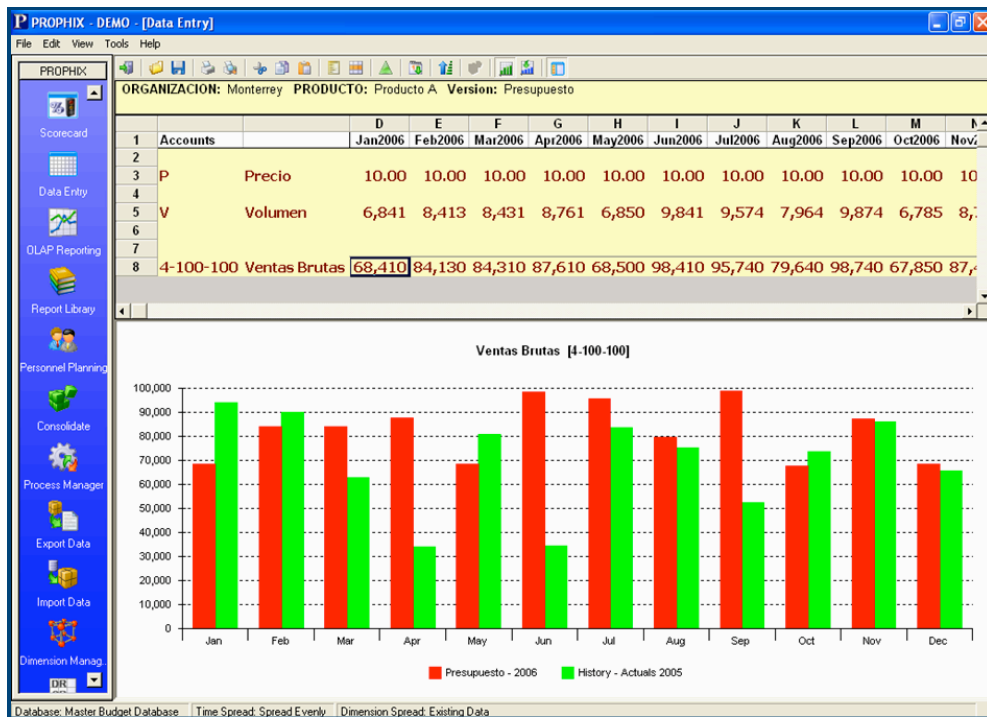 PROPHIX - DEMO - [Data Entry]
File Edit View Tools Help
PROPHIX
Scorecard
Data Entry
OLAP Reporting
Report Library
Personnel Planning
Consolidate
Process Manager
Export Data
Import Data
Dimension Manag..
ORGANIZACION: Monterrey PRODUCTO: Producto A Version: Presupuesto
D E F G H I J K L M
1 Accounts Jan2006 Feb2006 Mar2006 Apr2006 May2006 Jun2006 Jul2006 Aug2006 Sep2006 Oct2006
2
3 P Precio 10.00 10.00 10.00 10.00 10.00 10.00 10.00 10.00 10.00 10.00 10
4
5 V Volumen 6,841 8,413 8,431 8,761 6,850 9,841 9,574 7,964 9,874 6,785
6
7
8 4-100-100 Ventas Brutas 68,410 84,130 84,310 87,610 68,500 98,410 95,740 79,640 98,740 67,850
Ventas Brutas [4-100-100]
100,000
90,000
80,000
70,000
60,000
50,000
40,000
30,000
20,000
10,000
0
Jan Feb Mar Apr May Jun Jul Aug Sep Oct Nov Dec
Presupuesto - 2006 History - Actuals 2005
Database: Master Budget Database Time Spread: Spread Evenly Dimension Spread: Existing Data